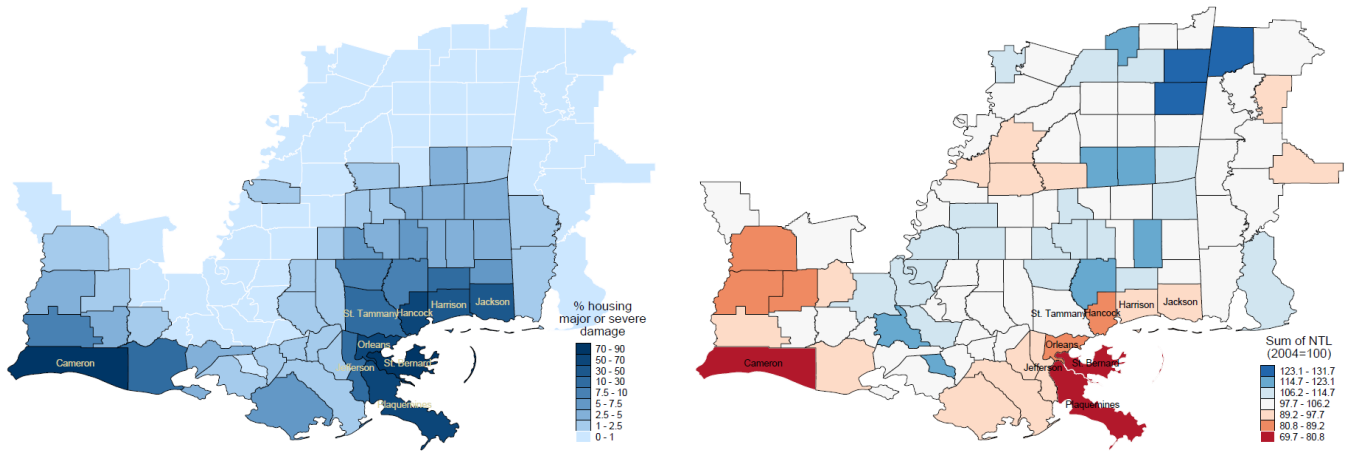 St. Tammany
Hancock
Harrison
Jackson
Orleans
Cameron
St. Bernard
Jefferson
Plaquemines
% housing
major or severe
damage
70 - 90
50 - 70
30 - 50
10 - 30
7.5 - 10
5 - 7.5
2.5 - 5
1 - 2.5
0 - 1
St. Tammany
Hancock
Harrison
Jackson
Orleans
Cameron
St. Bernard
Jefferson
Plaquemines
Sum of NTL
(2004=100)
123.1 - 131.7
114.7 - 123.1
106.2 - 114.7
97.7 - 106.2
89.2 - 97.7
80.8 - 89.2
69.7 - 80.8